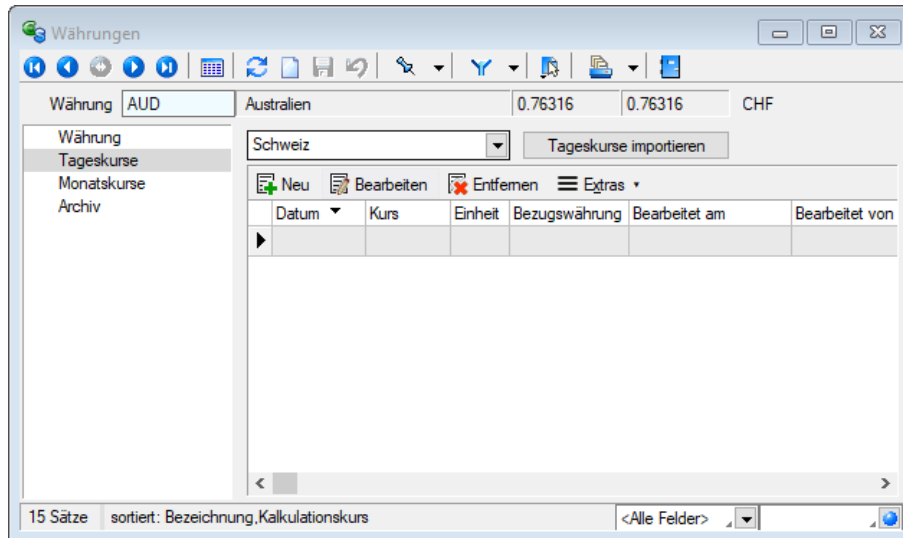 Währungen
Währung AUD Australien 0.76316 0.76316 CHF
Währung
Tageskurse
Monatskurse
Archiv
Schweiz Tageskurse importieren
Neu Bearbeiten Entfernen Extras
Datum Kurs Einheit Bezugswährung Bearbeitet am Bearbeitet von
15 Sätze sortiert: Bezeichnung,Kalkulationskurs <Alle Felder>